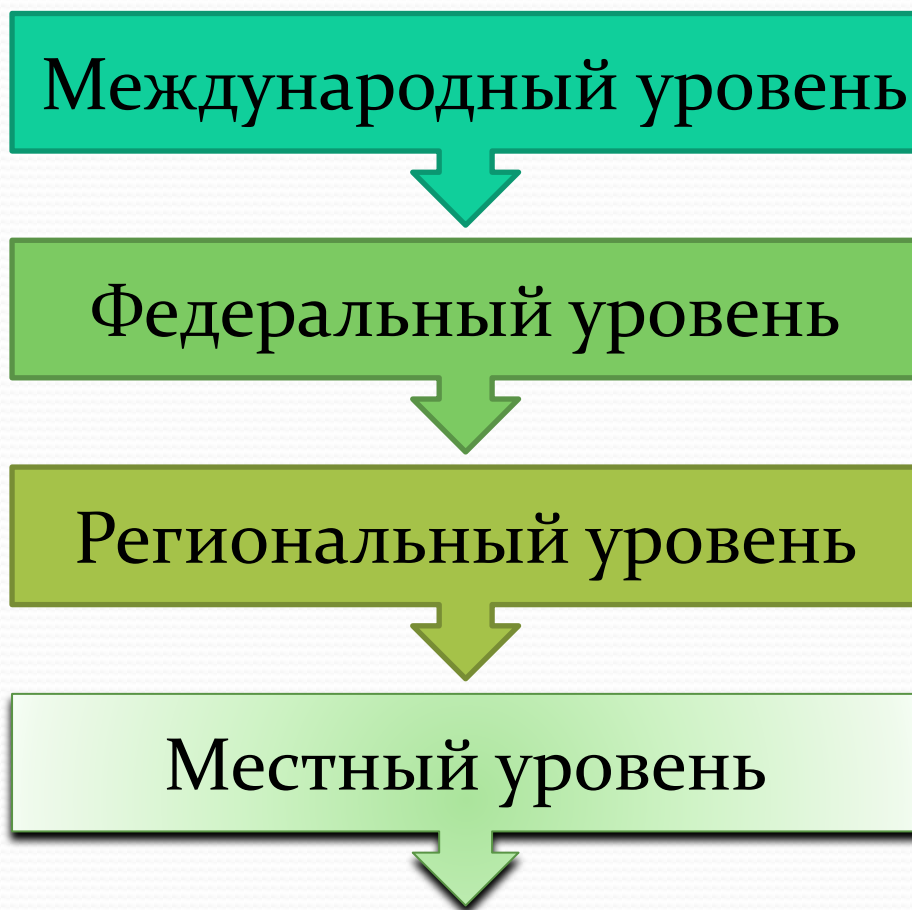 Международный уровень
Федеральный уровень
Региональный уровень
Местный уровень